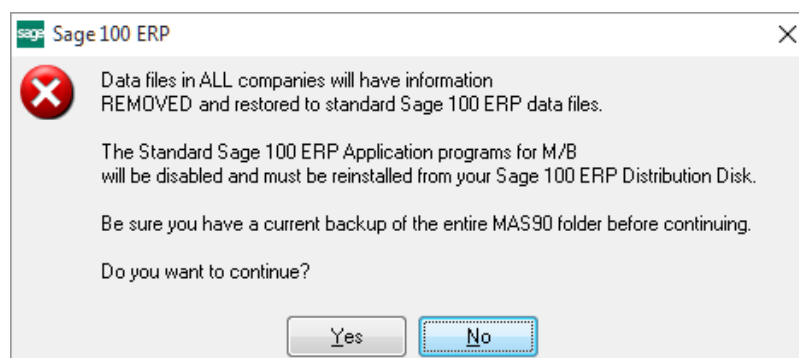 sage Sage 100 ERP
Data files in ALL companies will have information
REMOVED and restored to standard Sage 100 ERP data files.
The Standard Sage 100 ERP Application programs for M/B
will be disabled and must be reinstalled from your Sage 100 ERP Distribution Disk.
Be sure you have a current backup of the entire MAS90 folder before continuing.
Do you want to continue?
Yes No